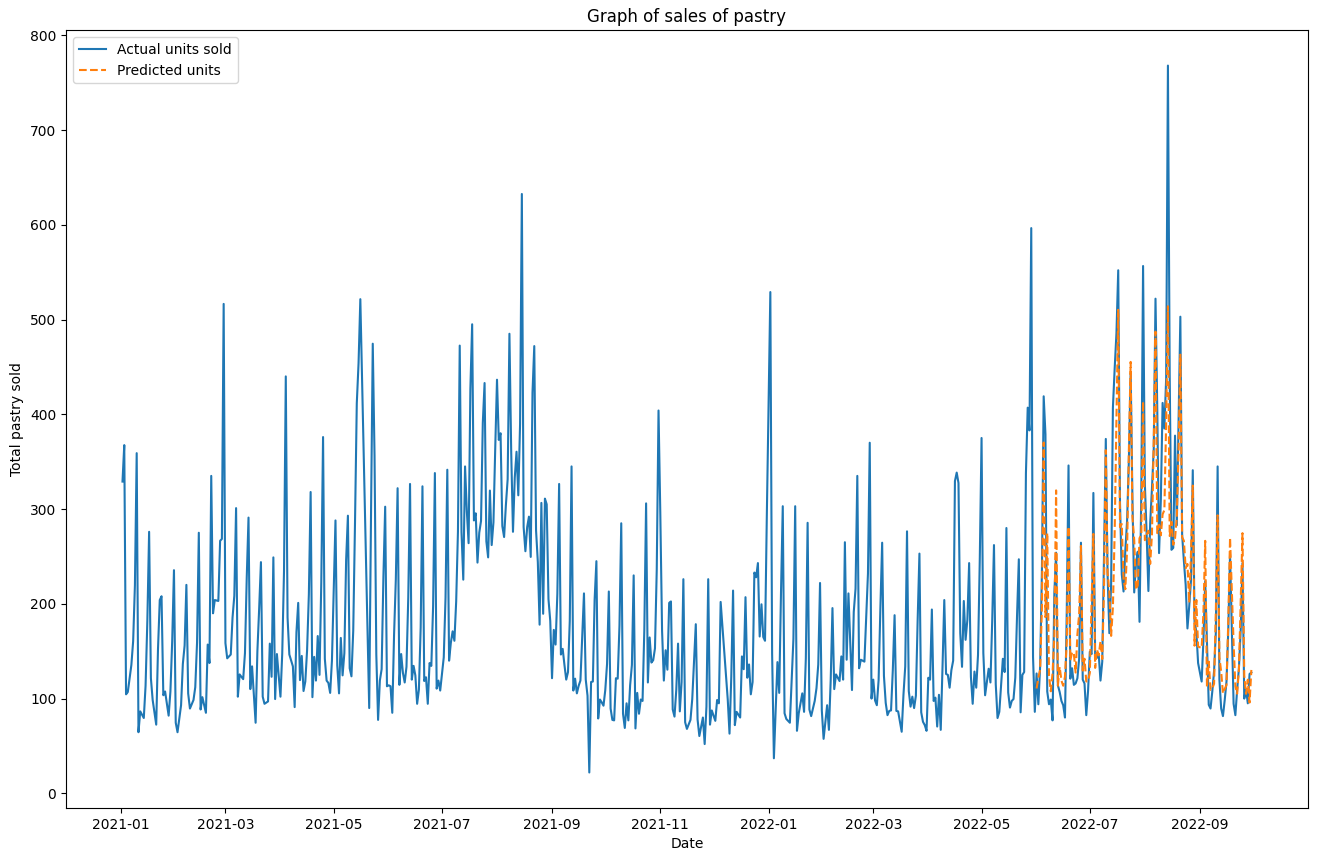 Graph of sales of pastry
Actual units sold
Predicted units
800
700
600
500
400
300
200
100
0
Total pastry sold
2021-01 2021-03 2021-05 2021-07 2021-09 2021-11 2022-01 2022-03 2022-05 2022-07 2022-09
Date